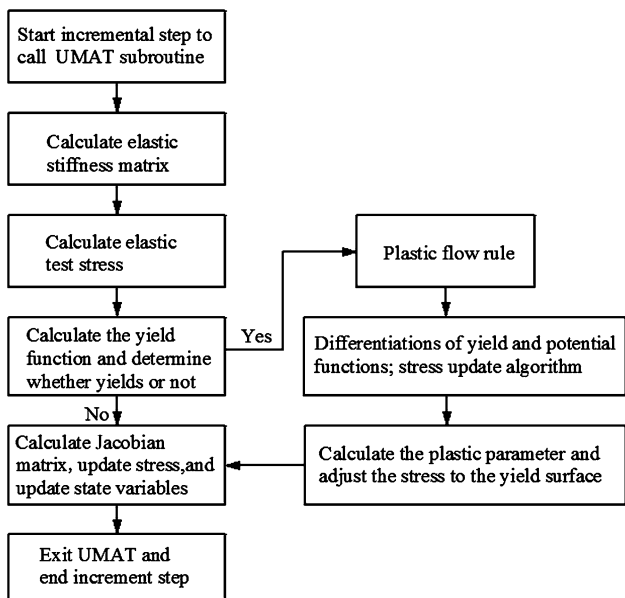 Start incremental step to
call UMAT subroutine
Calculate elastic
stiffness matrix
Calculate elastic
test stress
Calculate the yield
function and determine
whether yields or not
Yes
No
Plastic flow rule
Differentiations of yield and potential
functions; stress update algorithm
Calculate the plastic parameter and
adjust the stress to the yield surface
Calculate Jacobian
matrix, update stress,and
update state variables
Exit UMAT and
end increment step